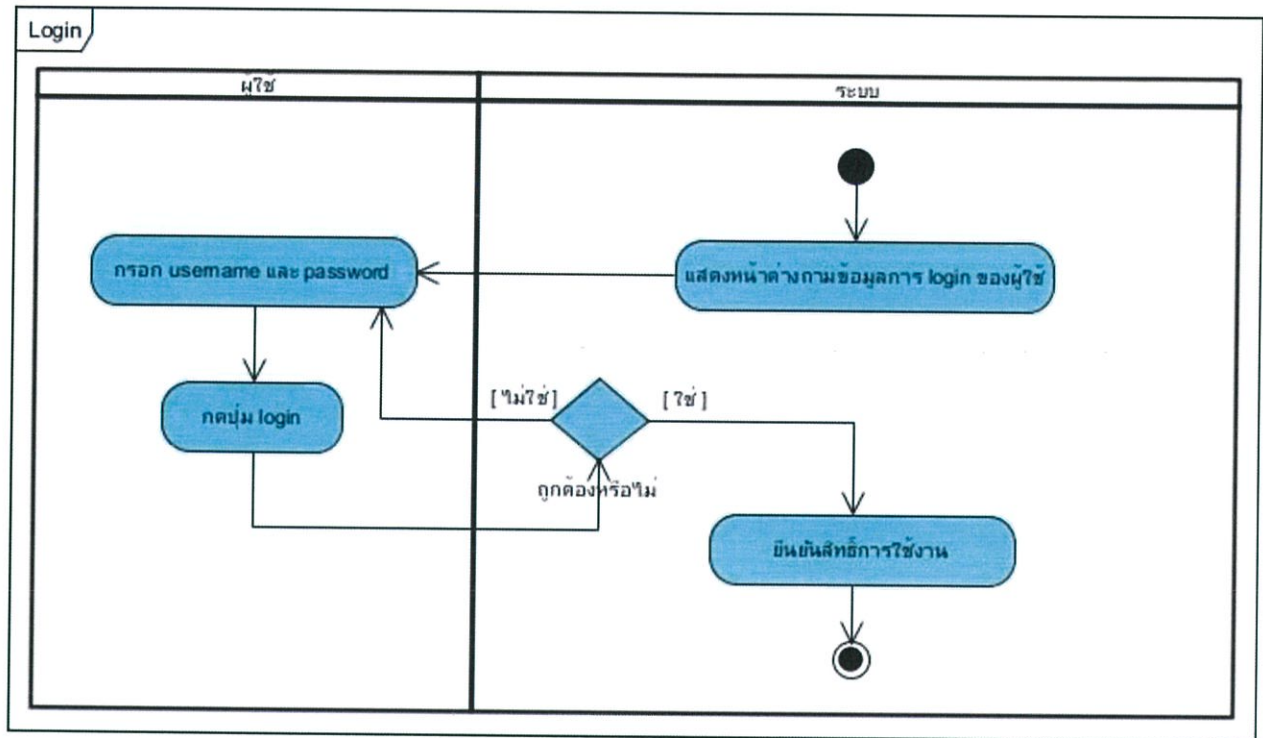 Login
ผู้ใช้
ระบบ
กรอก username และ password
แสดงหน้าต่างถามข้อมูลการ login ของผู้ใช้
[ ไม่ใช่ ]
[ ใช่ ]
กดปุ่ม login
ถูกต้องหรือไม่
ยืนยันสิทธิ์การใช้งาน